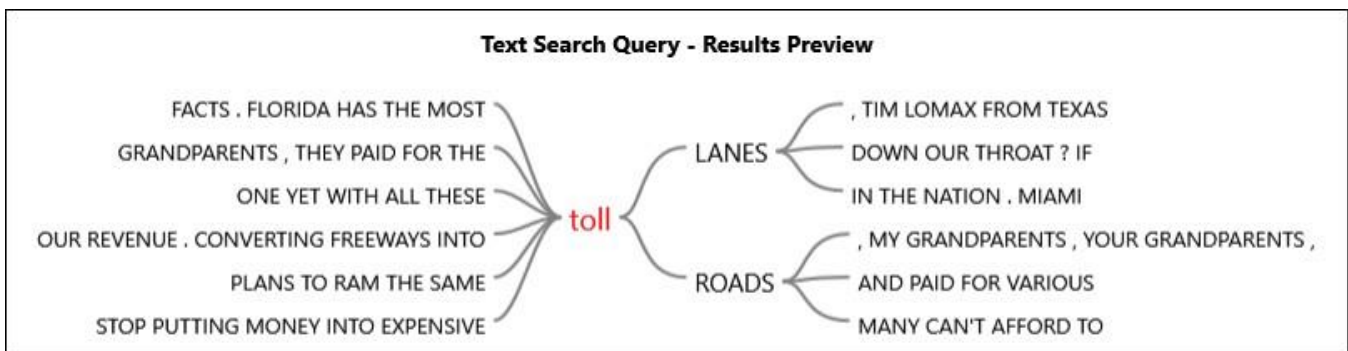 Text Search Query - Results Preview
FACTS . FLORIDA HAS THE MOST
GRANDPARENTS , THEY PAID FOR THE
ONE YET WITH ALL THESE
OUR REVENUE . CONVERTING FREEWAYS INTO
PLANS TO RAM THE SAME
STOP PUTTING MONEY INTO EXPENSIVE
toll
LANES
, TIM LOMAX FROM TEXAS
DOWN OUR THROAT ? IF
IN THE NATION . MIAMI
ROADS
, MY GRANDPARENTS , YOUR GRANDPARENTS ,
AND PAID FOR VARIOUS
MANY CAN'T AFFORD TO